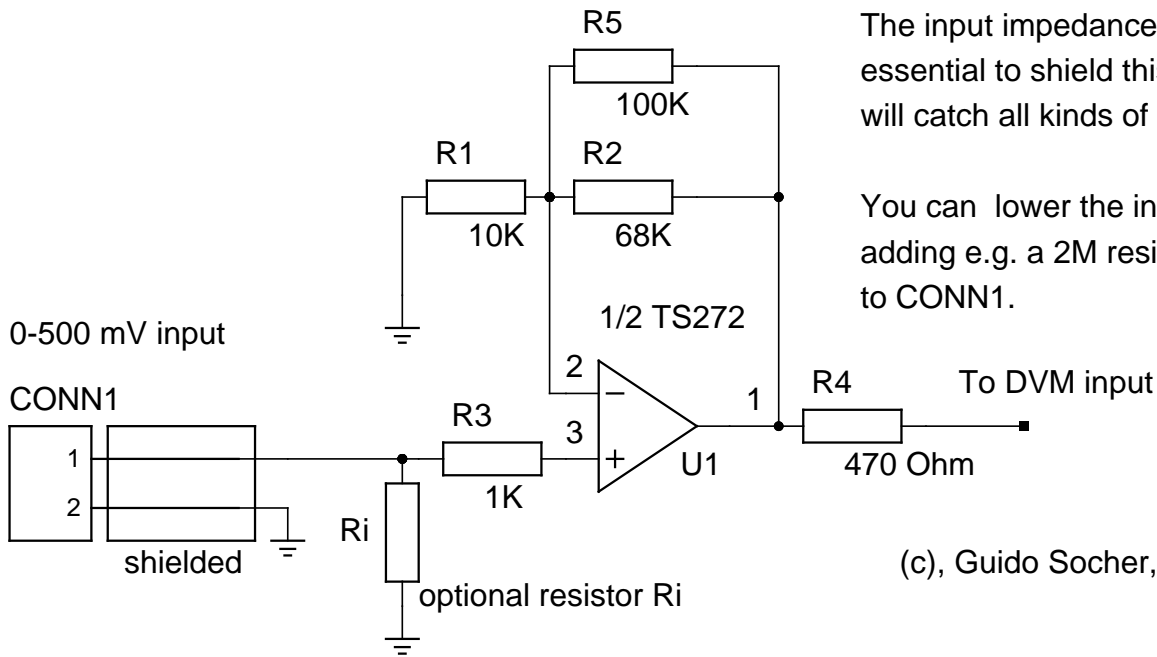 R5
100K
The input impedance
essential to shield this
will catch all kinds of
R1
R2
10K
68K
You can  lower the in
adding e.g. a 2M resi
to CONN1.
1/2 TS272
0-500 mV input
CONN1
1
2
shielded
R3
1K
Ri
optional resistor Ri
2
3
−
+
1
U1
R4
470 Ohm
To DVM input
(c), Guido Socher,